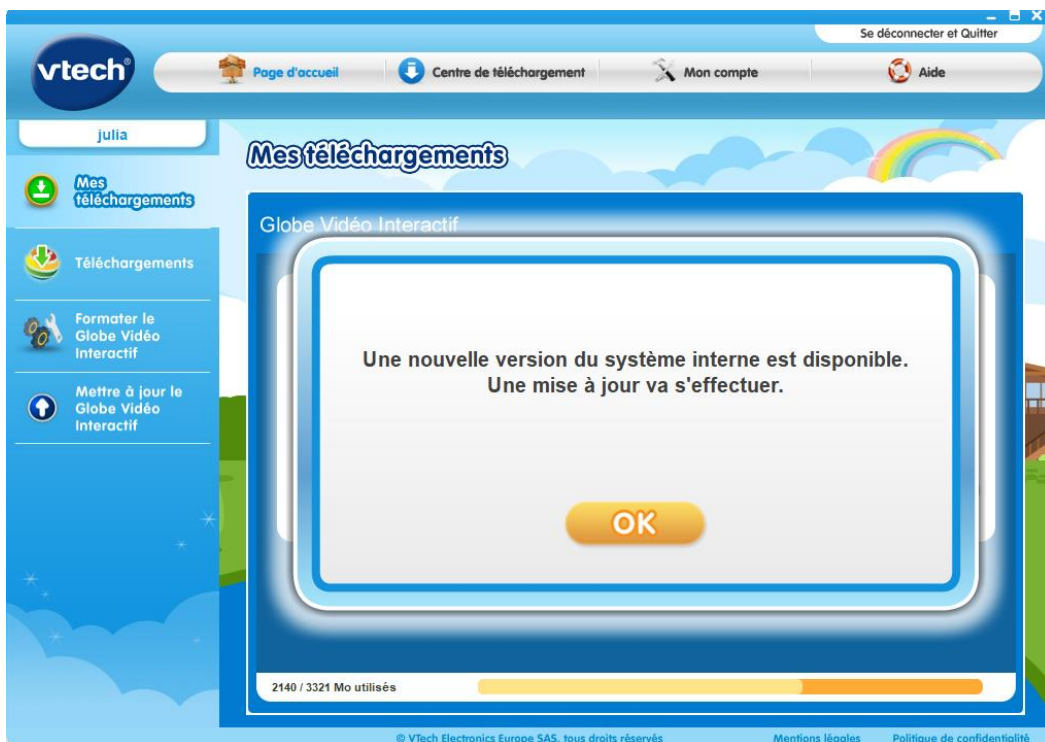 Se déconnecter et Quitter
vtech®
Page d'accueil
Centre de téléchargement
Mon compte
Aide
julia
Mes téléchargements
Mes
téléchargements
Téléchargements
Formater le
Globe Vidéo
Interactif
Mettre à jour le
Globe Vidéo
Interactif
Globe Vidéo Interactif
Une nouvelle version du système interne est disponible.
Une mise à jour va s'effectuer.
OK
2140 / 3321 Mo utilisés
© VTech Electronics Europe SAS, tous droits réservés
Mentions légales
Politique de confidentialité